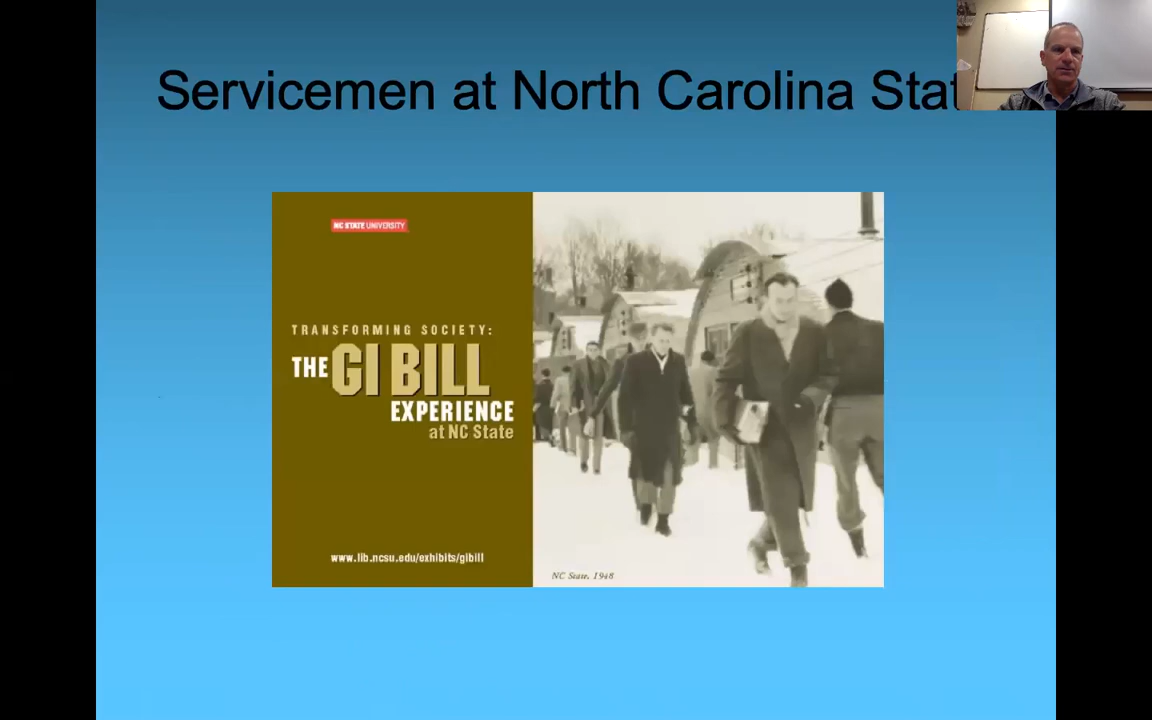 Servicemen at North Carolina Stat
NC STATE UNIVERSITY
TRANSFORMING SOCIETY:
THE GI BILL
EXPERIENCE
at NC State
www.lib.ncsu.edu/exhibits/gibill
NC State, 1948